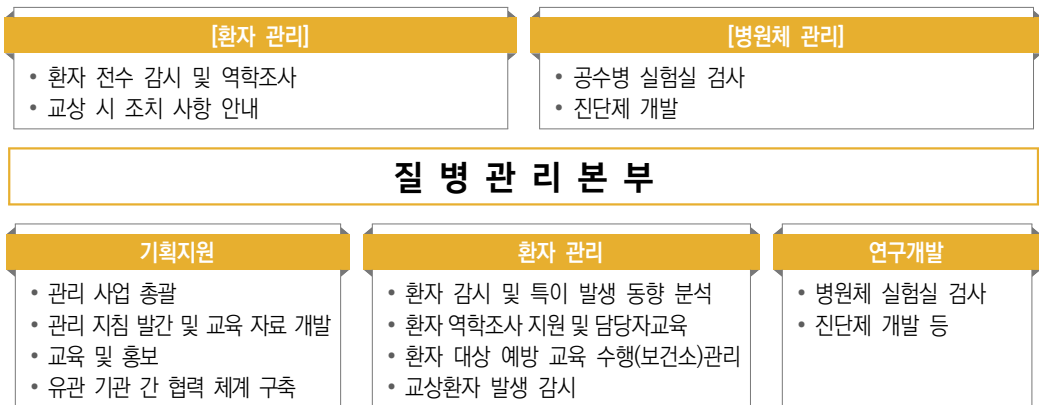 [환자 관리]
• 환자 전수 감시 및 역학조사
• 교상 시 조치 사항 안내
[병원체 관리]
• 공수병 실험실 검사
• 진단제 개발
질병관리본부
기획지원
• 관리 사업 총괄
• 관리 지침 발간 및 교육 자료 개발
• 교육 및 홍보
• 유관 기관 간 협력 체계 구축
환자 관리
• 환자 감시 및 특이 발생 동향 분석
• 환자 역학조사 지원 및 담당자교육
• 환자 대상 예방 교육 수행(보건소)관리
• 교상환자 발생 감시
연구개발
• 병원체 실험실 검사
• 진단제 개발 등